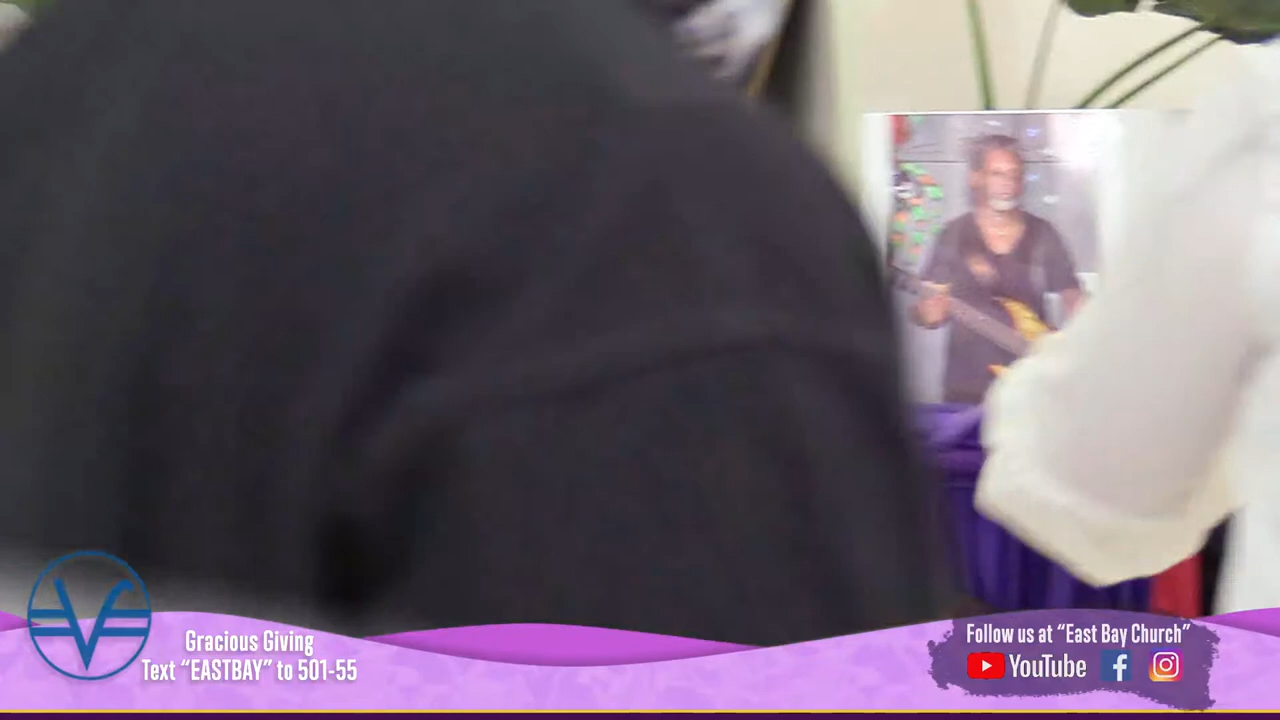 Gracious Giving
Text “EASTBAY” to 501-55
Follow us at “East Bay Church”
YouTube